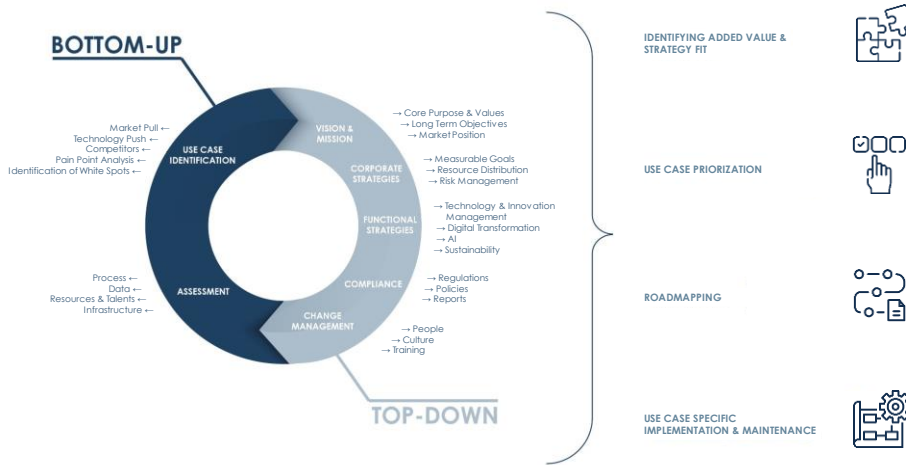 BOTTOM-UP
Market Pull ←
Technology Push ←
Competitors ←
Pain Point Analysis ←
Identification of White Spots ←
USE CASE
IDENTIFICATION
Process ←
Data ←
Resources & Talents ←
Infrastructure ←
ASSESSMENT
VISION &
MISSION
→ Core Purpose & Values
→ Long Term Objectives
→ Market Position
CORPORATE
STRATEGIES
→ Measurable Goals
→ Resource Distribution
→ Risk Management
FUNCTIONAL
STRATEGIES
→ Technology & Innovation
Management
→ Digital Transformation
→ AI
→ Sustainability
COMPLIANCE
→ Regulations
→ Policies
→ Reports
CHANGE
MANAGEMENT
→ People
→ Culture
→ Training
TOP-DOWN
IDENTIFYING ADDED VALUE &
STRATEGY FIT
USE CASE PRIORIZATION
ROADMAPPING
USE CASE SPECIFIC
IMPLEMENTATION & MAINTENANCE